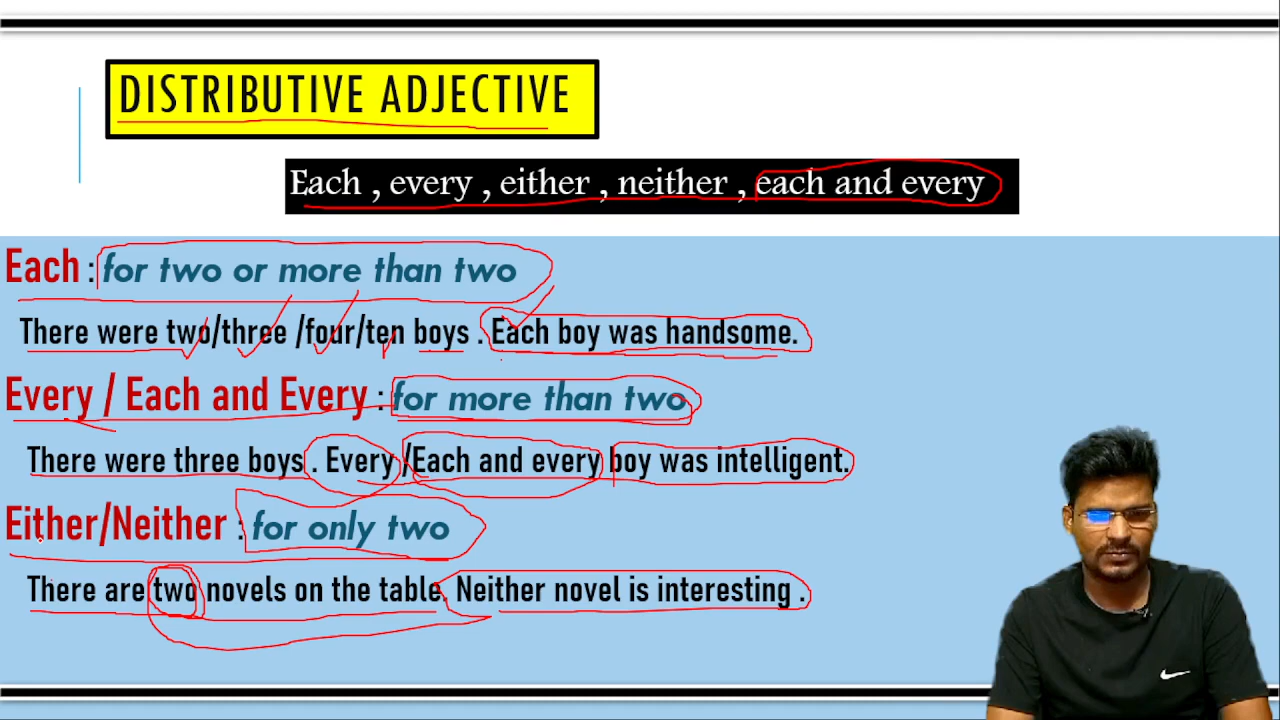 DISTRIBUTIVE ADJECTIVE
Each , every , either , neither , each and every
Each : for two or more than two
There were two/three /four/ten boys . Each boy was handsome.
Every / Each and Every : for more than two
There were three boys . Every /Each and every boy was intelligent.
Either/Neither : for only two
There are two novels on the table. Neither novel is interesting .